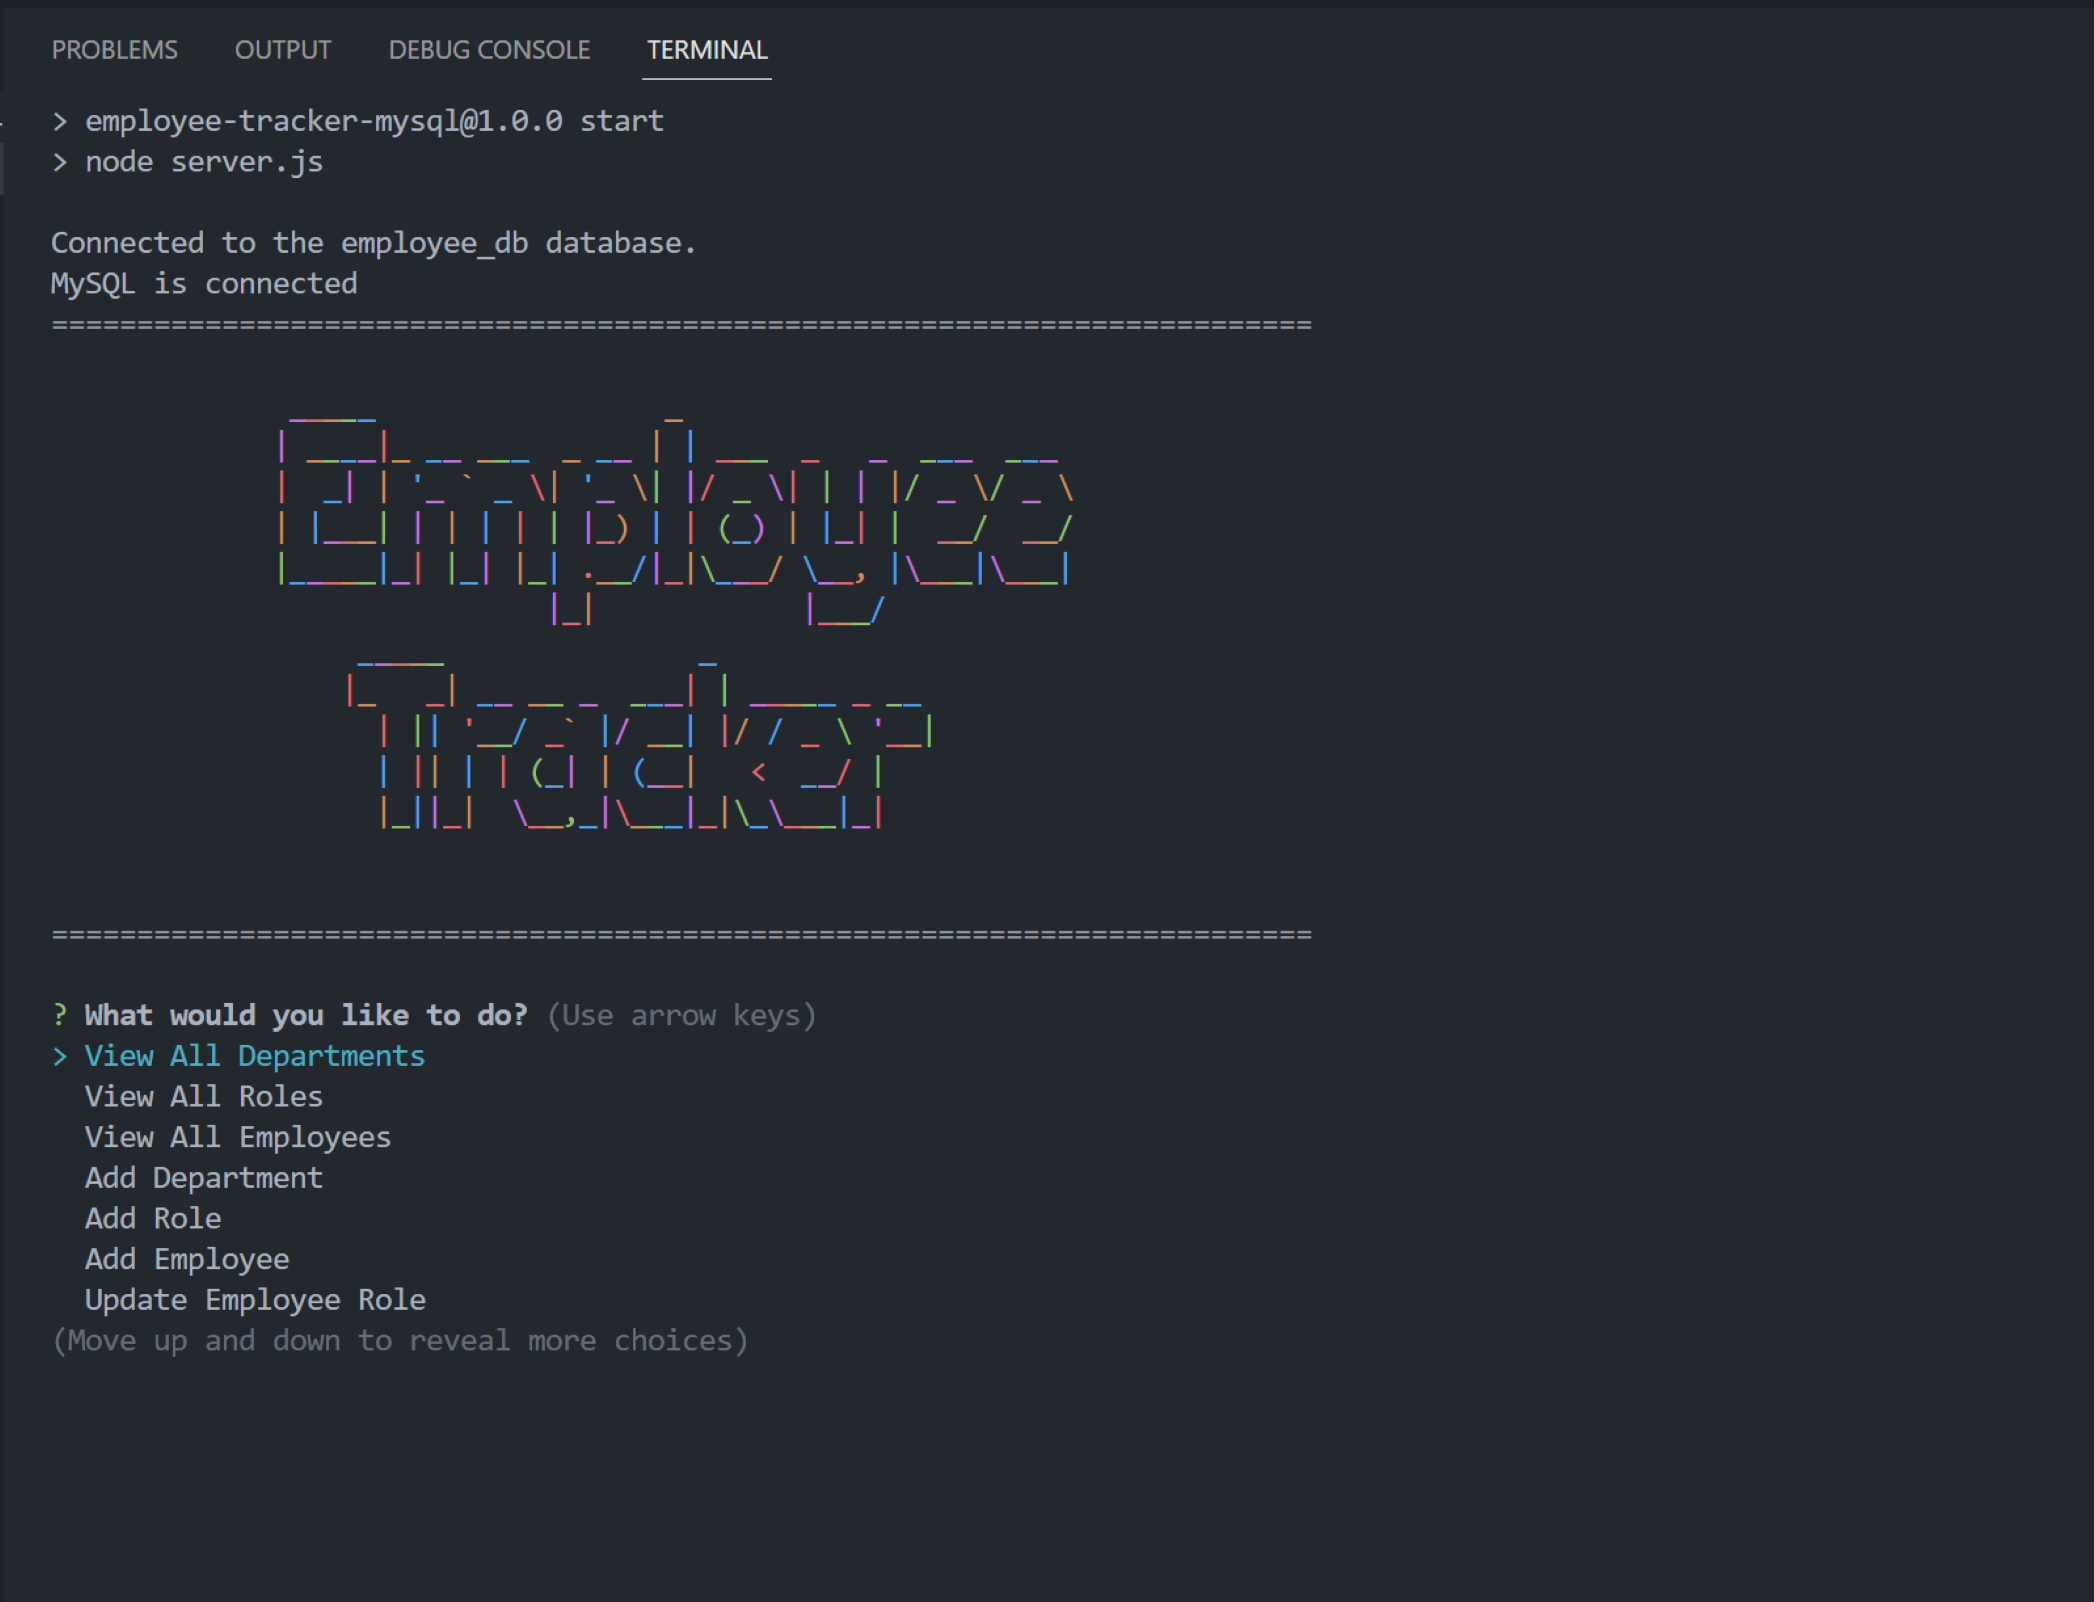 PROBLEMS OUTPUT DEBUG CONSOLE TERMINAL
> employee-tracker-mysql@1.0.0 start
> node server.js
Connected to the employee_db database.
MySQL is connected
==========================================================================
Employee
Tracker
==========================================================================
? What would you like to do? (Use arrow keys)
> View All Departments
View All Roles
View All Employees
Add Department
Add Role
Add Employee
Update Employee Role
(Move up and down to reveal more choices)